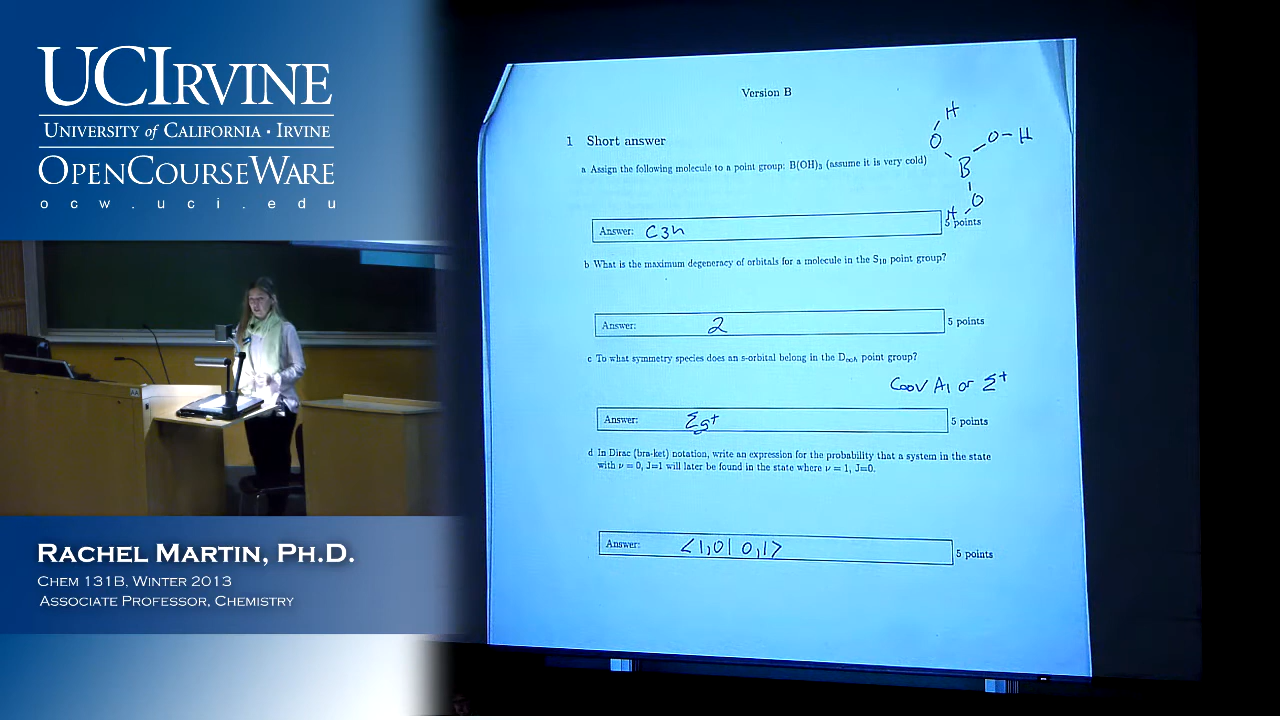 UCIRVINE
UNIVERSITY of CALIFORNIA · IRVINE
OPENCOURSEWARE
ocw.uci.edu
RACHEL MARTIN, PH.D.
CHEM 131B, WINTER 2013
ASSOCIATE PROFESSOR, CHEMISTRY
Version B
1 Short answer
a Assign the following molecule to a point group: B(OH)₃ (assume it is very cold)
H
O
O-H
B
O
H
Answer: C3h
5 points
b What is the maximum degeneracy of orbitals for a molecule in the S₁₀ point group?
Answer: 2
5 points
c To what symmetry species does an s-orbital belong in the D∞h point group?
C∞v A1 or Σ+
Answer: Σg+
5 points
d In Dirac (bra-ket) notation, write an expression for the probability that a system in the state
with ν = 0, J=1 will later be found in the state where ν = 1, J=0.
Answer: <1,0|0,1>
5 points